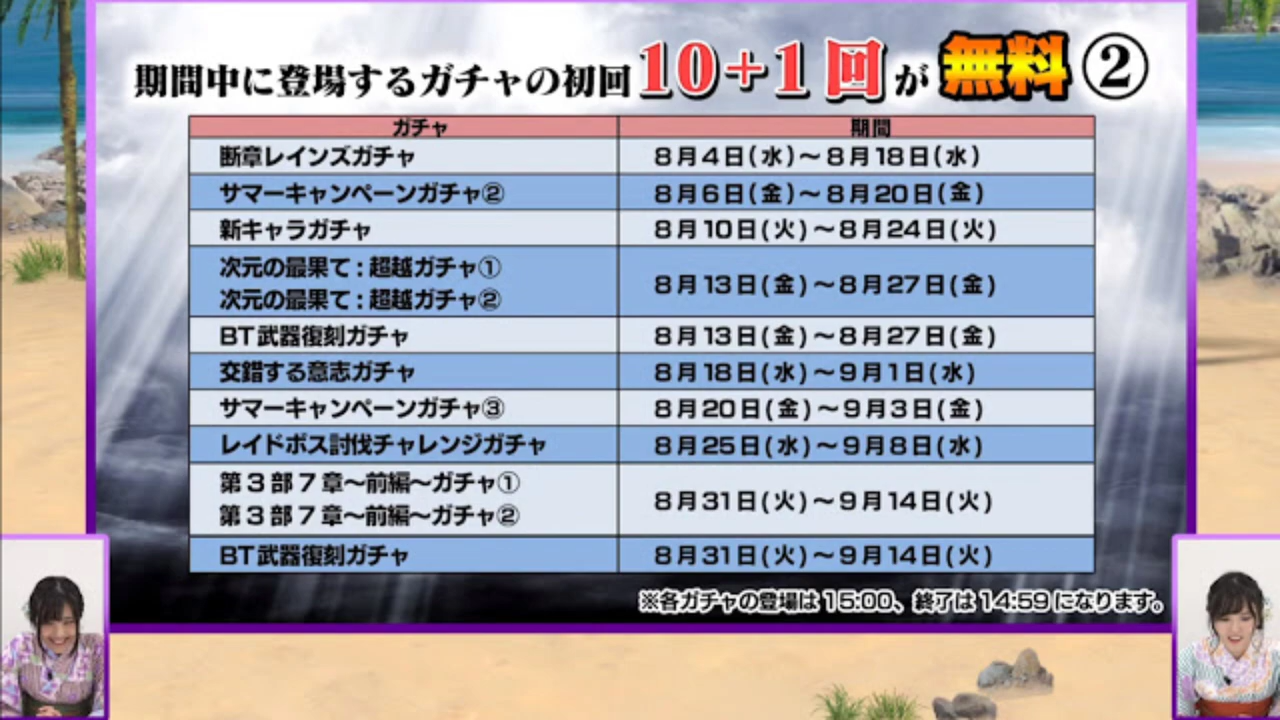 期間中に登場するガチャの初回10+1回が無料②
ガチャ 期間
断章レインズガチャ 8月4日(水)～8月18日(水)
サマーキャンペーンガチャ② 8月6日(金)～8月20日(金)
新キャラガチャ 8月10日(火)～8月24日(火)
次元の最果て:超越ガチャ①
次元の最果て:超越ガチャ②
8月13日(金)～8月27日(金)
BT武器復刻ガチャ 8月13日(金)～8月27日(金)
交錯する意志ガチャ 8月18日(水)～9月1日(水)
サマーキャンペーンガチャ③ 8月20日(金)～9月3日(金)
レイドボス討伐チャレンジガチャ 8月25日(水)～9月8日(水)
第3部7章～前編～ガチャ①
第3部7章～前編～ガチャ②
8月31日(火)～9月14日(火)
BT武器復刻ガチャ 8月31日(火)～9月14日(火)
※各ガチャの登場は15:00、終了は14:59になります。